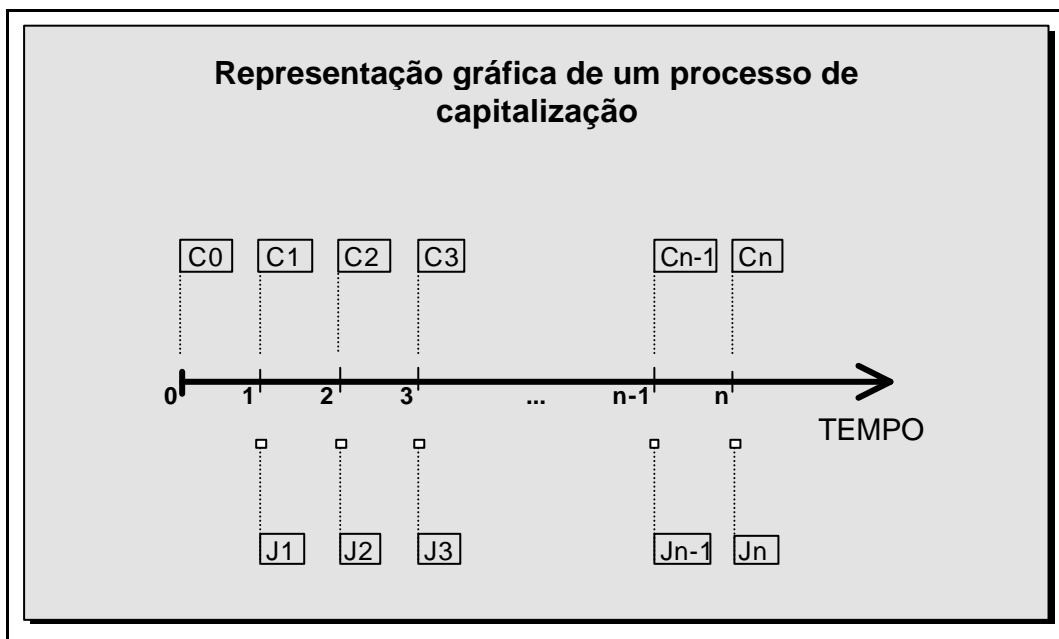 Representação gráfica de um processo de
capitalização
C0 C1 C2 C3 Cn-1 Cn
0 1 2 3 ... n-1 n
TEMPO
J1 J2 J3 Jn-1 Jn